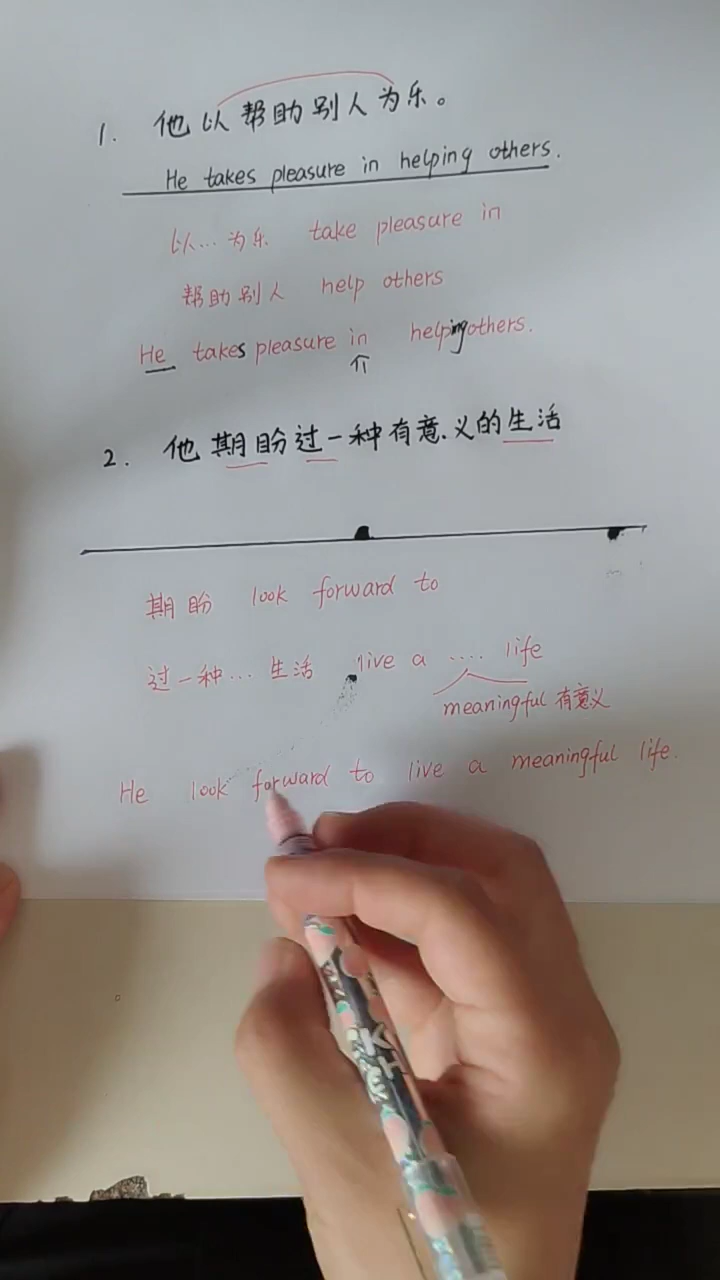 1. 他以帮助别人为乐。
He takes pleasure in helping others.
以...为乐 take pleasure in
帮助别人 help others
He takes pleasure in helpingothers.
介
2. 他期盼过一种有意义的生活
期盼 look forward to
过一种... 生活 live a .... life
meaningful 有意义
He look forward to live a meaningful life.